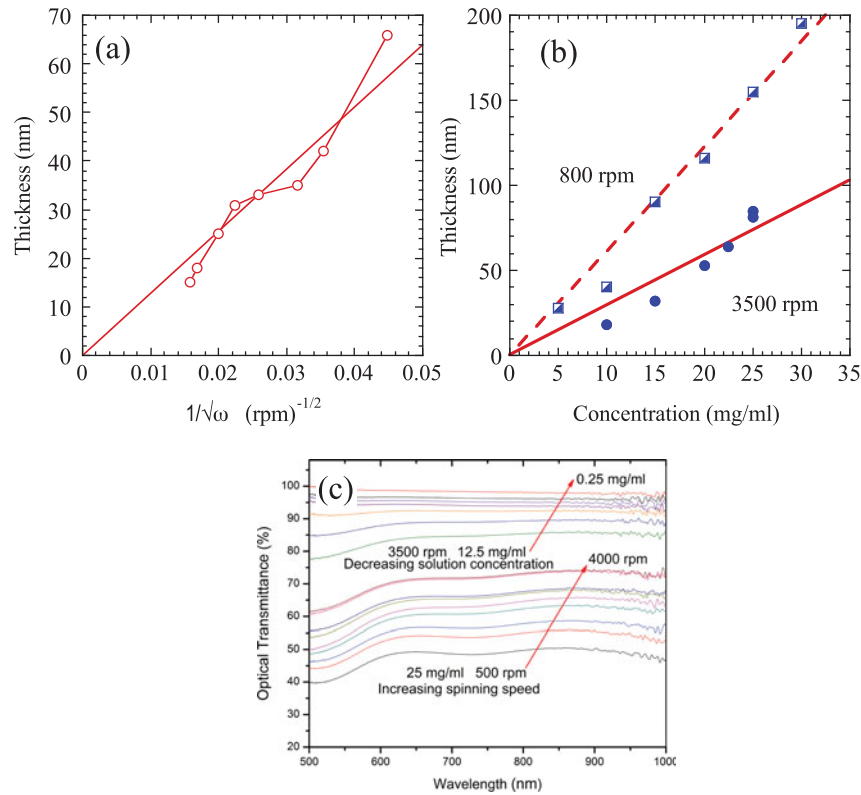 (a)
70
60
50
40
30
20
10
0
Thickness (nm)
0 0.01 0.02 0.03 0.04 0.05
1/√ω (rpm)-1/2
(b)
200
150
100
50
0
Thickness (nm)
800 rpm
3500 rpm
0 5 10 15 20 25 30 35
Concentration (mg/ml)
(c)
100
90
80
70
60
50
40
30
20
Optical Transmittance (%)
0.25 mg/ml
3500 rpm 12.5 mg/ml
Decreasing solution concentration
4000 rpm
25 mg/ml 500 rpm
Increasing spinning speed
500 600 700 800 900 1000
Wavelength (nm)